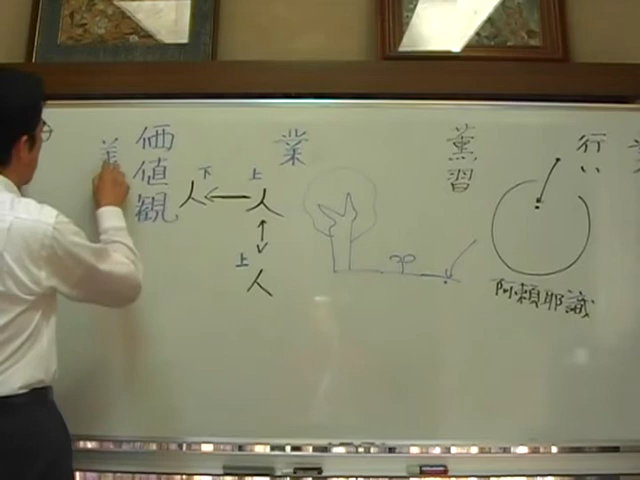 行い
阿頼耶識
薫習
業
上
人
人
上
下
人
価値観